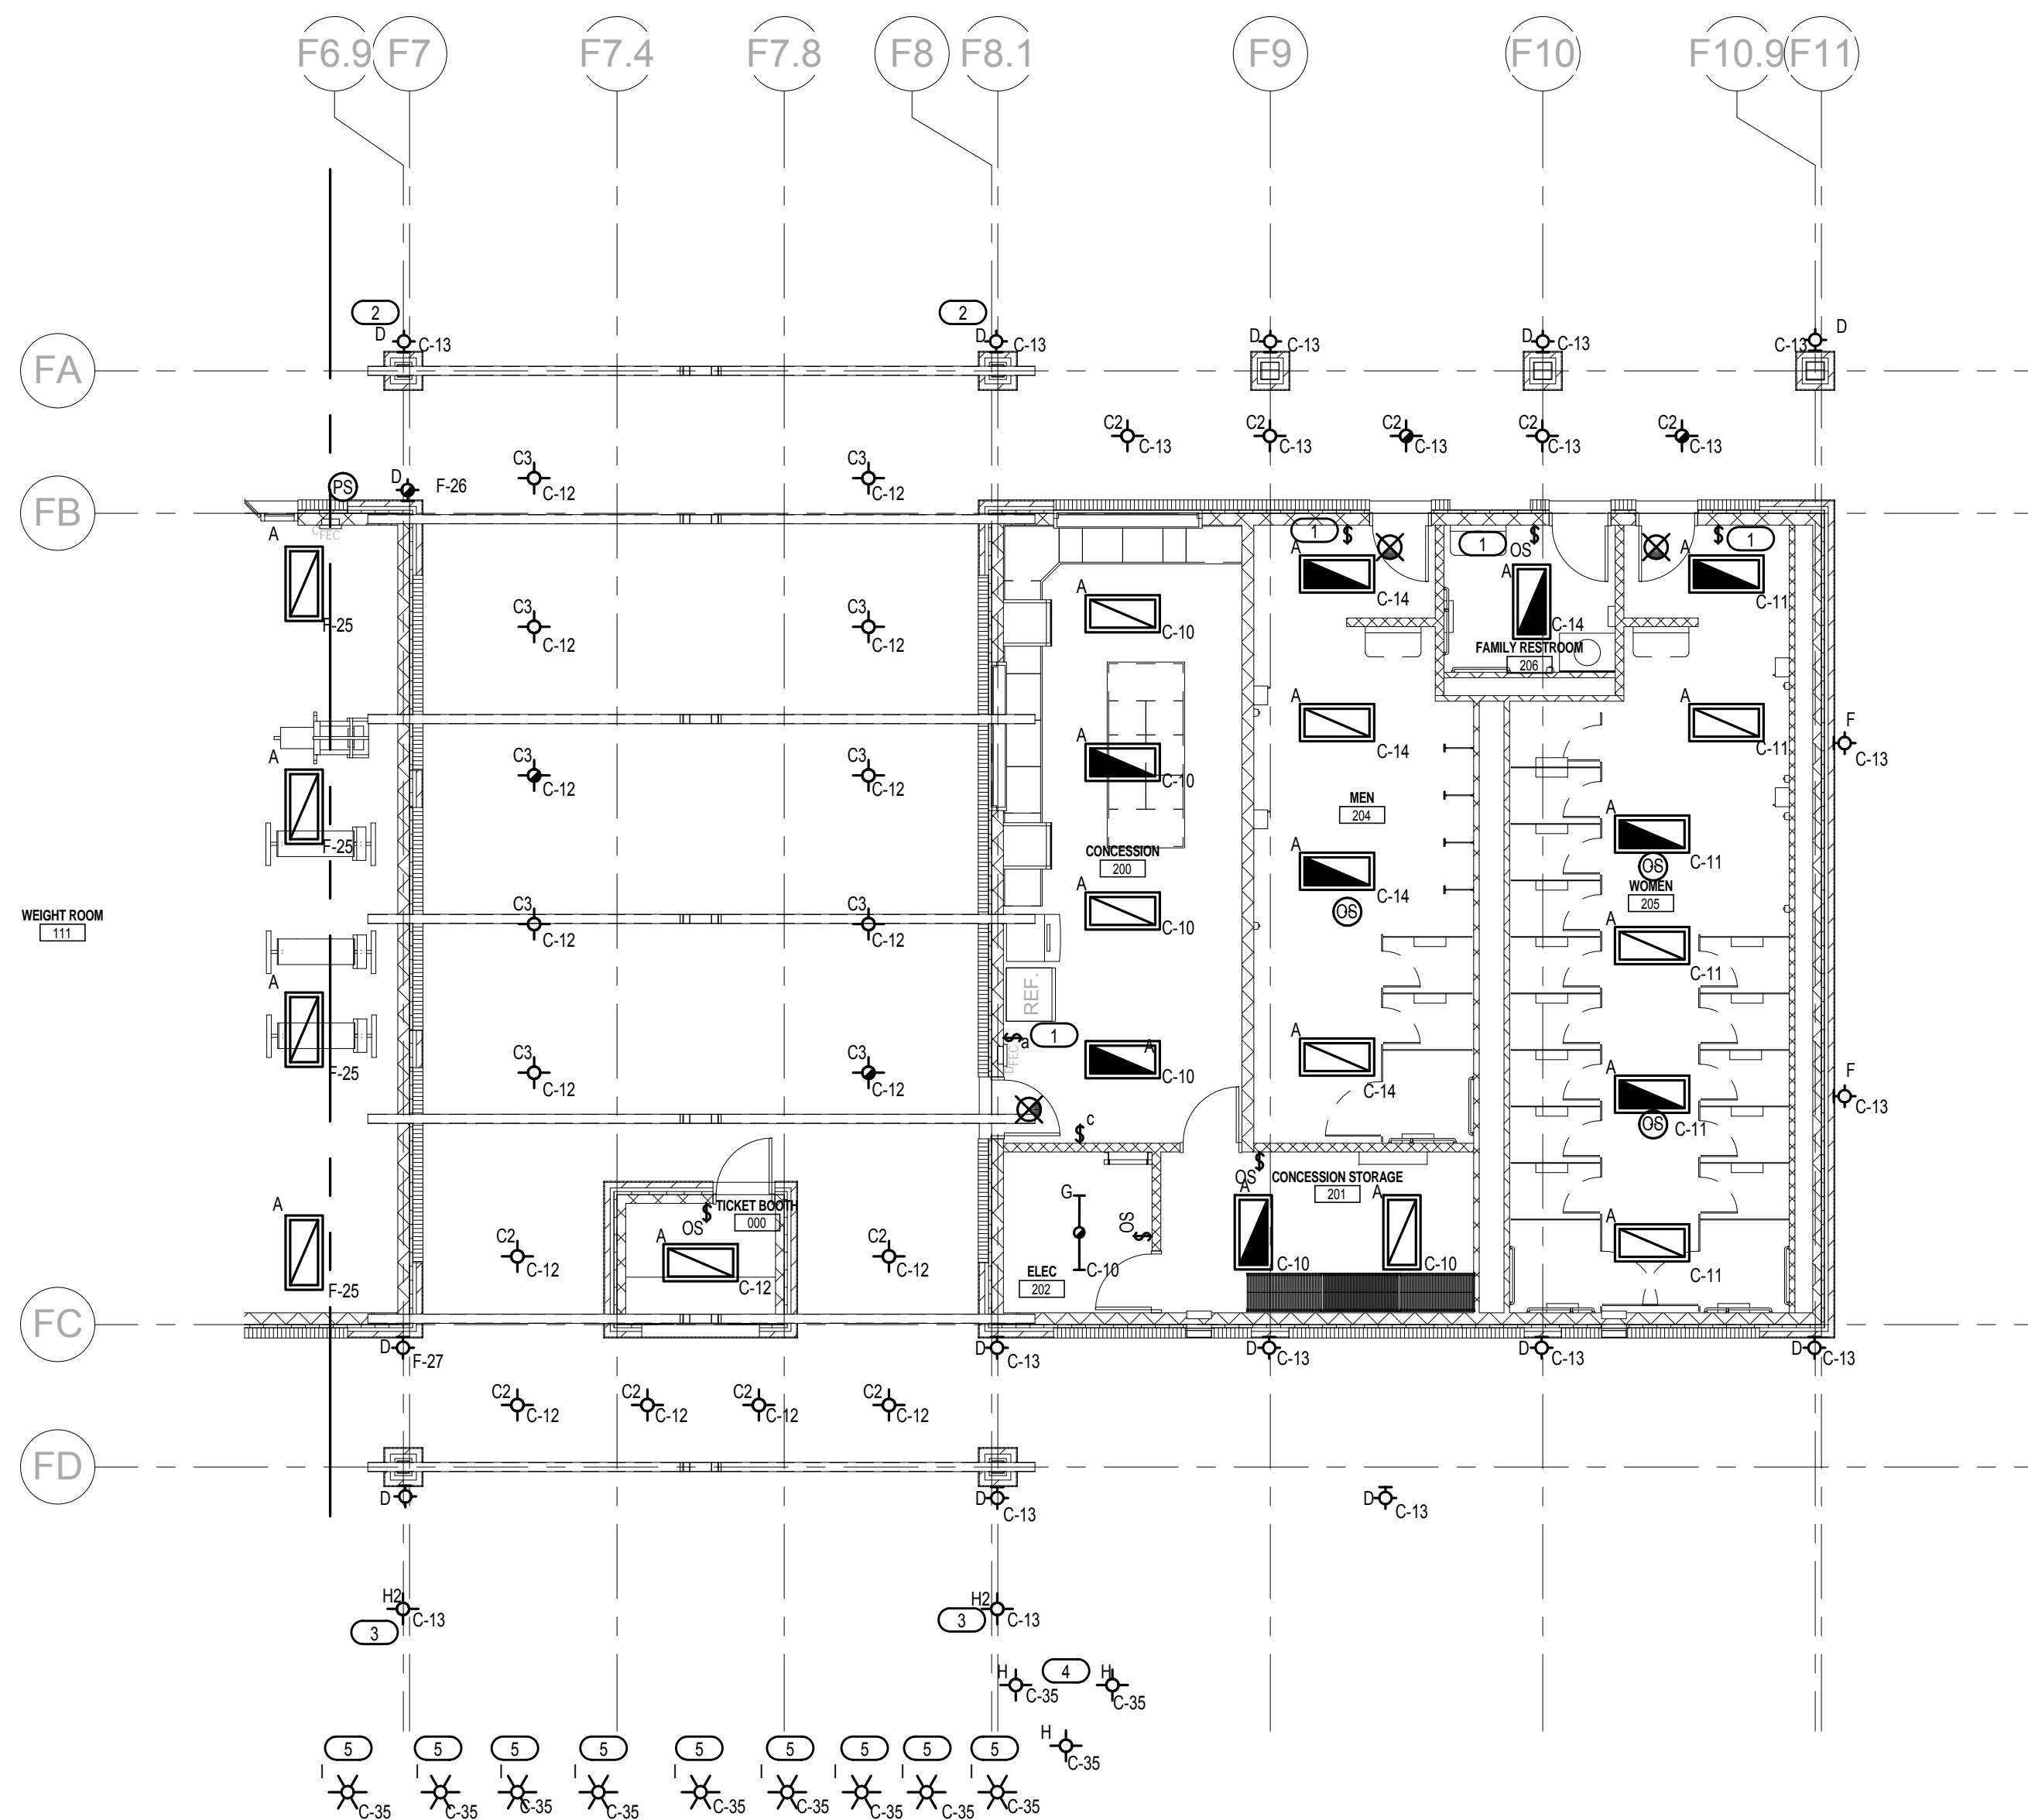 F6.9 F7 F7.4 F7.8 F8 F8.1 F9 F10 F10.9 F11
2 2
D D D D D
C-13 C-13 C-13 C-13 C-13
FA
C2 C2 C2 C2 C2
C-13 C-13 C-13 C-13 C-13
C3 C3
PS D F-26 C-12 C-12
FB
A FEC 1 1 OS 1
A A A
C-14 C-11
A C3 C3 A
F-25 C-12 C-12 C-10 C-14
FAMILY RESTROOM
206
A A
C-14 C-11
F
C-13
A C3 C3 A
C-12 C-12 C-10
MEN
204
A
C-11
F-25 A OS
CONCESSION
200
C-14 WOMEN
205
WEIGHT ROOM
111
C3 C3 A OS A
C-12 C-12 C-10 C-11
A REF.
a 1
FEC
A A
F-25 C3 C3 C-10 C-14
C-12 C-12
A F
OS C-11 C-13
c
OS CONCESSION STORAGE
201
A G OS A A
TICKET BOOTH
000
OS
C2 A C2 A
C-12 C-12 C-12
ELEC
202
C-10 C-10 C-10 C-11
F-25
FC
D F-27 D C-13 D C-13 D C-13 D C-13
C2 C2 C2 C2
C-12 C-12 C-12 C-12
FD
D D C-13 D C-13
H2 H2
C-13 C-13
3 3
H 4 H
C-35 C-35
H
C-35
5 5 5 5 5 5 5 5 5
I I I I I I I I I
C-35 C-35 C-35 C-35 C-35 C-35 C-35 C-35 C-35